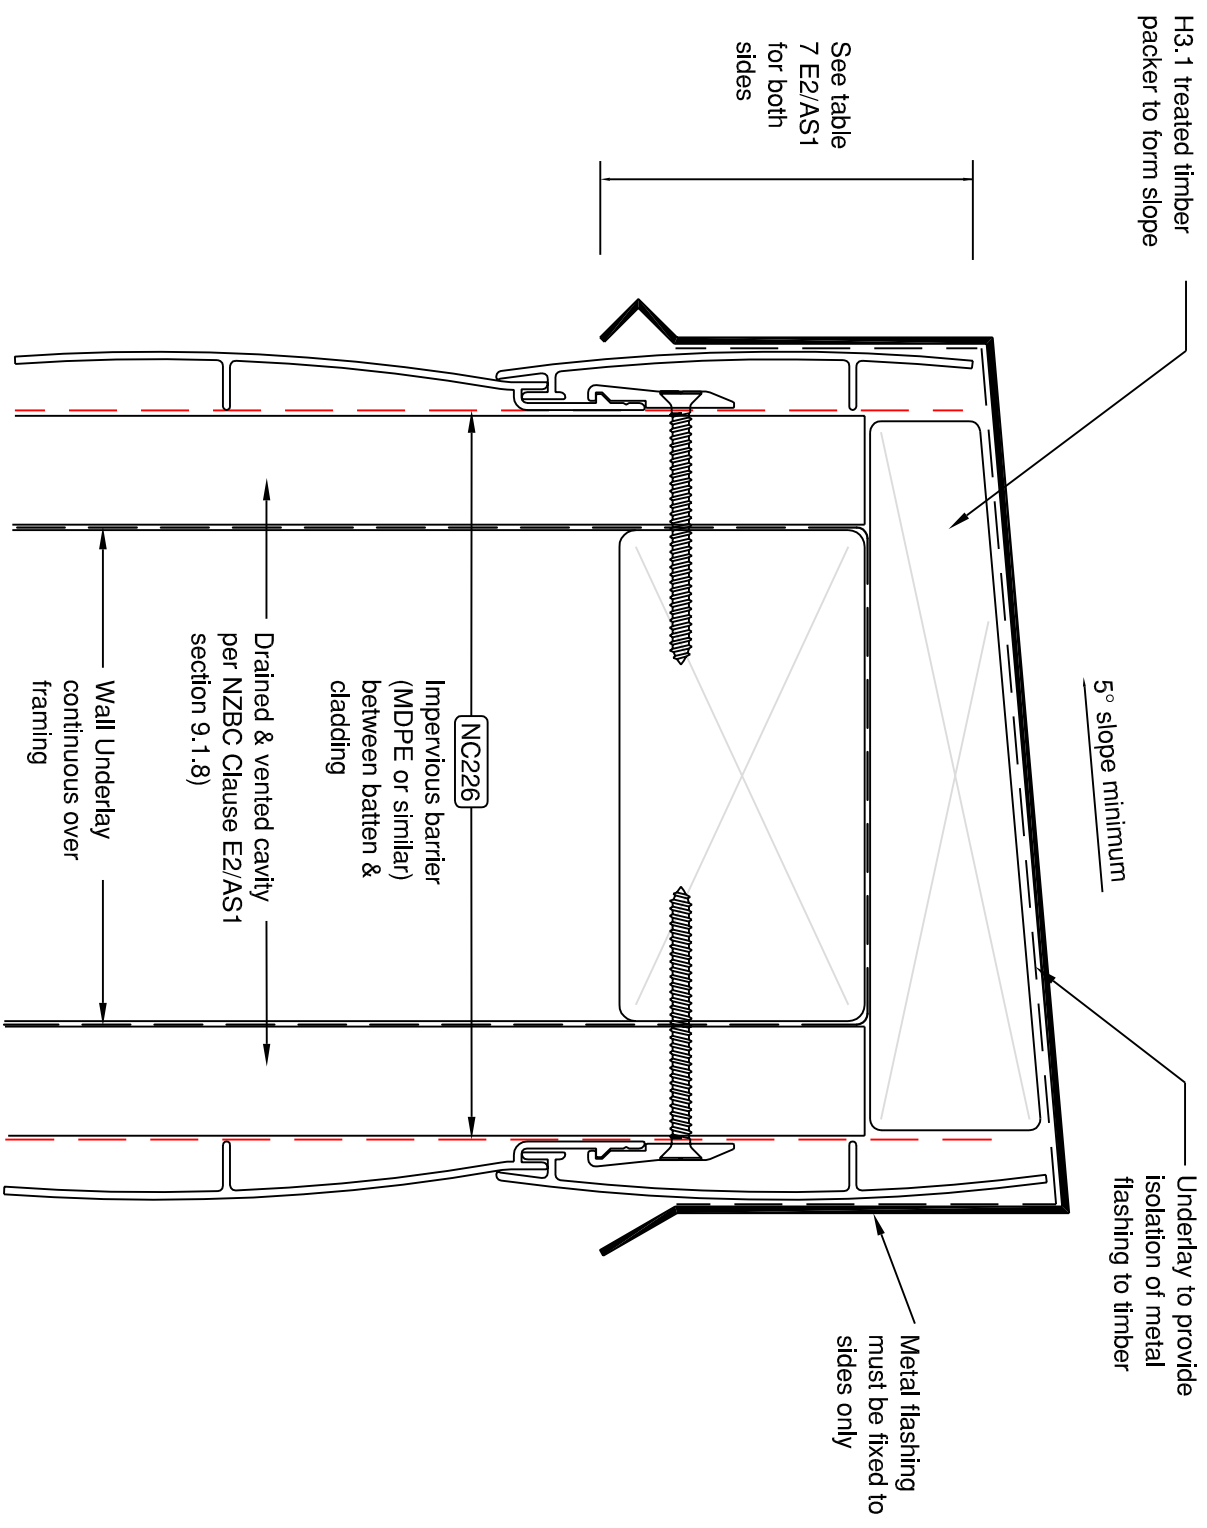 H3.1 treated timber
packer to form slope
See table
7 E2/AS1
for both
sides
5° slope minimum
Underlay to provide
isolation of metal
flashing to timber
Metal flashing
must be fixed to
sides only
NC226
Impervious barrier
(MDPE or similar)
between batten &
cladding
Drained & vented cavity
per NZBC Clause E2/AS1
section 9.1.8)
Wall Underlay
continuous over
framing